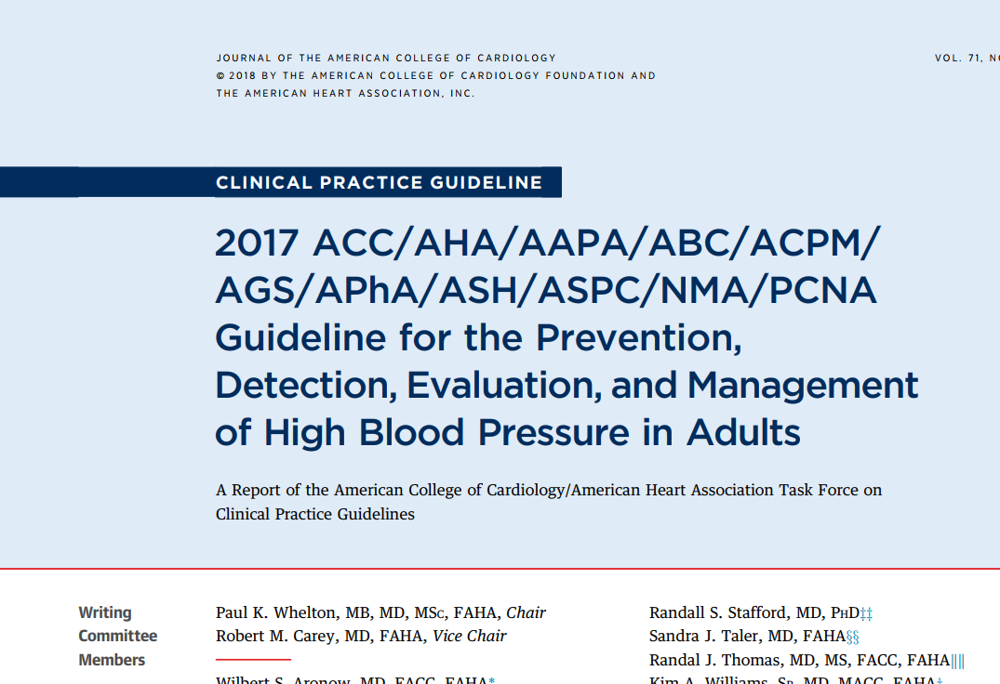 JOURNAL OF THE AMERICAN COLLEGE OF CARDIOLOGY
VOL. 71,
© 2018 BY THE AMERICAN COLLEGE OF CARDIOLOGY FOUNDATION AND
THE AMERICAN HEART ASSOCIATION, INC.
CLINICAL PRACTICE GUIDELINE
2017 ACC/AHA/AAPA/ABC/ACPM/
AGS/APhA/ASH/ASPC/NMA/PCNA
Guideline for the Prevention,
Detection, Evaluation, and Management
of High Blood Pressure in Adults
A Report of the American College of Cardiology/American Heart Association Task Force on
Clinical Practice Guidelines
Writing
Committee
Members
Paul K. Whelton, MB, MD, MSc, FAHA, Chair
Robert M. Carey, MD, FAHA, Vice Chair
Wilbert S. Aronow, MD, FACC, FAHA*
Randall S. Stafford, MD, PhD‡‡
Sandra J. Taler, MD, FAHA§§
Randal J. Thomas, MD, MS, FACC, FAHA‖‖
Kim A. Williams, Sr, MD, MACC, FAHA†